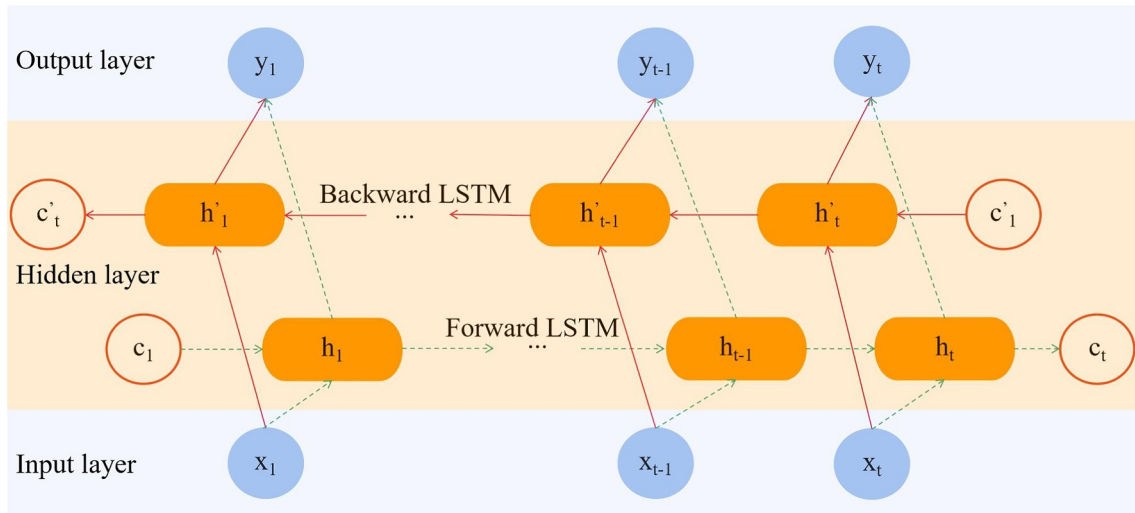 Output layer
y1
yt-1
yt
Backward LSTM
c't
h'1
...
h't-1
h't
c'1
Hidden layer
Forward LSTM
c1
h1
...
ht-1
ht
ct
Input layer
x1
xt-1
xt